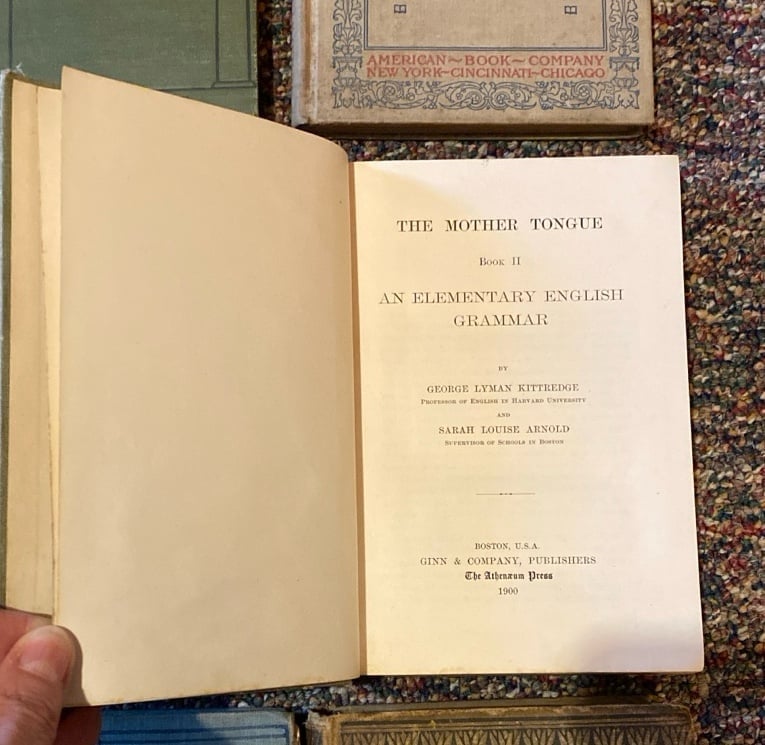 AMERICAN~BOOK~COMPANY
NEW YORK~CINCINNATI~CHICAGO
THE MOTHER TONGUE
Book II
AN ELEMENTARY ENGLISH
GRAMMAR
BY
GEORGE LYMAN KITTREDGE
Professor of English in Harvard University
AND
SARAH LOUISE ARNOLD
Supervisor of Schools in Boston
BOSTON, U.S.A.
GINN & COMPANY, PUBLISHERS
The Athenæum Press
1900